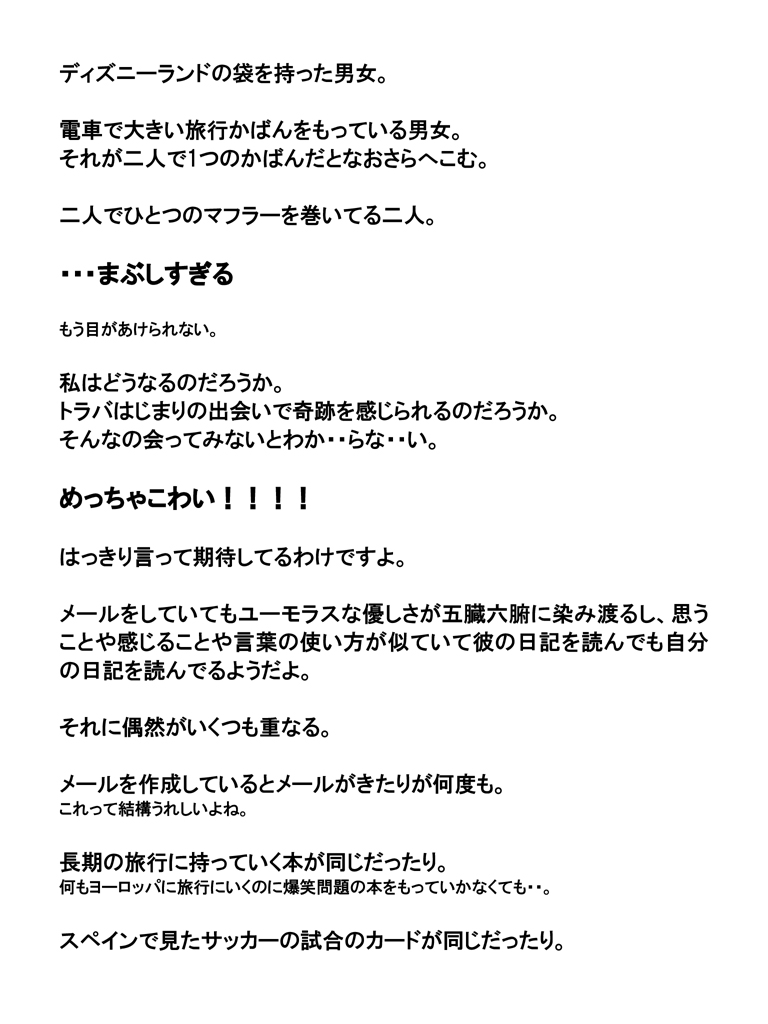 ディズニーランドの袋を持った男女。
電車で大きい旅行かばんをもっている男女。
それが二人で1つのかばんだとなおさらへこむ。
二人でひとつのマフラーを巻いてる二人。
・・・まぶしすぎる
もう目があけられない。
私はどうなるのだろうか。
トラバはじまりの出会いで奇跡を感じられるのだろうか。
そんなの会ってみないとわか・・らな・・い。
めっちゃこわい！！！！
はっきり言って期待してるわけですよ。
メールをしていてもユーモラスな優しさが五臓六腑に染み渡るし、思う
ことや感じることや言葉の使い方が似ていて彼の日記を読んでも自分
の日記を読んでるようだよ。
それに偶然がいくつも重なる。
メールを作成しているとメールがきたりが何度も。
これって結構うれしいよね。
長期の旅行に持っていく本が同じだったり。
何もヨーロッパに旅行にいくのに爆笑問題の本をもっていかなくても・・。
スペインで見たサッカーの試合のカードが同じだったり。